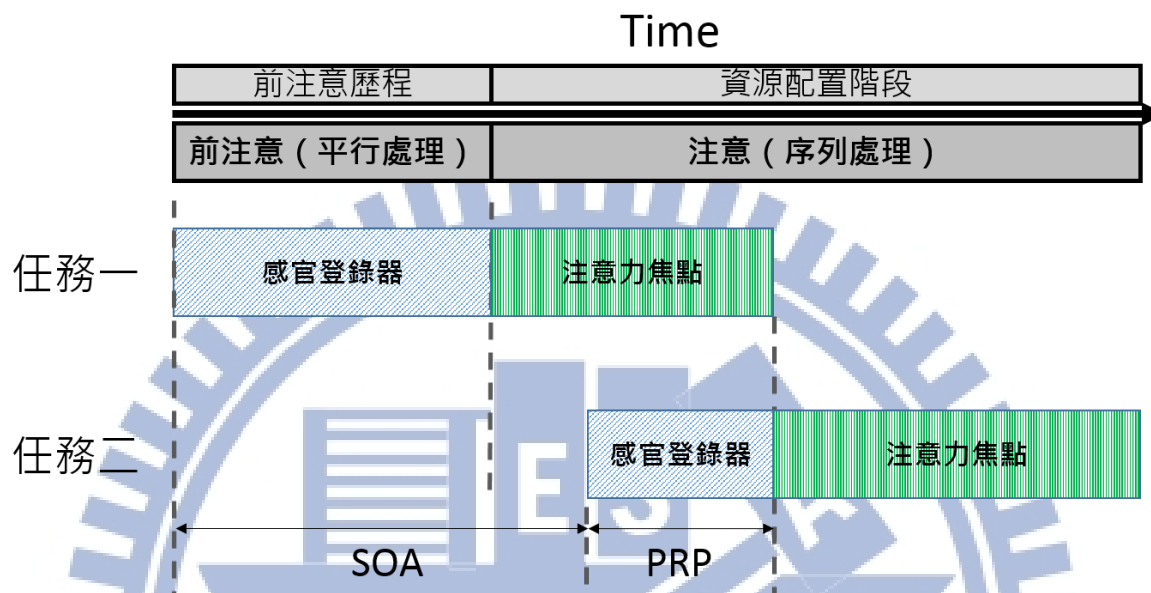 Time
前注意歷程 資源配置階段
前注意（平行處理） 注意（序列處理）
任務一 感官登錄器 注意力焦點
任務二 感官登錄器 注意力焦點
E S A
SOA PRP